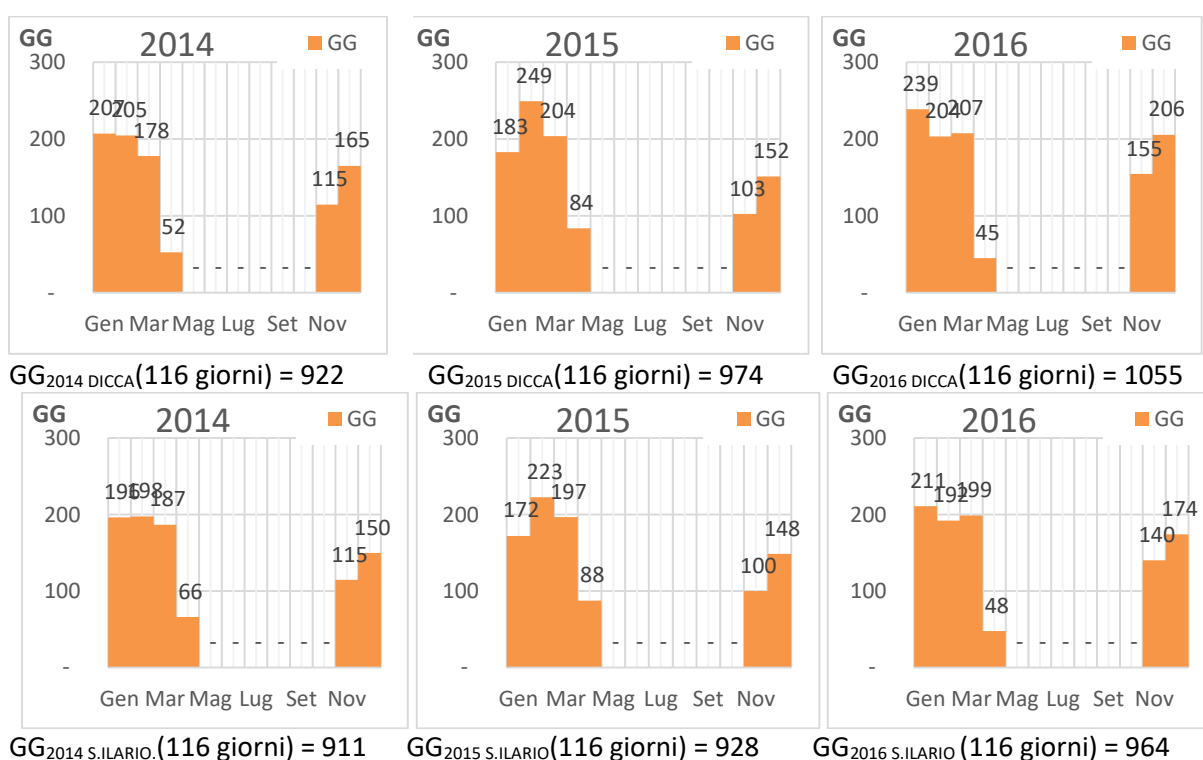 GG 2014 GG
300
207 205 178 52 - - - - - - 115 165
200
100
-
Gen Mar Mag Lug Set Nov
GG 2015 GG
300
183 249 204 84 - - - - - - 103 152
200
100
-
Gen Mar Mag Lug Set Nov
GG 2016 GG
300
239 204 207 45 - - - - - - 155 206
200
100
-
Gen Mar Mag Lug Set Nov
GG2014 DICCA(116 giorni) = 922
GG2015 DICCA(116 giorni) = 974
GG2016 DICCA(116 giorni) = 1055
GG 2014 GG
300
196 198 187 66 - - - - - - 115 150
200
100
-
Gen Mar Mag Lug Set Nov
GG 2015 GG
300
172 223 197 88 - - - - - - 100 148
200
100
-
Gen Mar Mag Lug Set Nov
GG 2016 GG
300
211 192 199 48 - - - - - - 140 174
200
100
-
Gen Mar Mag Lug Set Nov
GG2014 S.ILARIO.(116 giorni) = 911
GG2015 S.ILARIO(116 giorni) = 928
GG2016 S.ILARIO (116 giorni) = 964